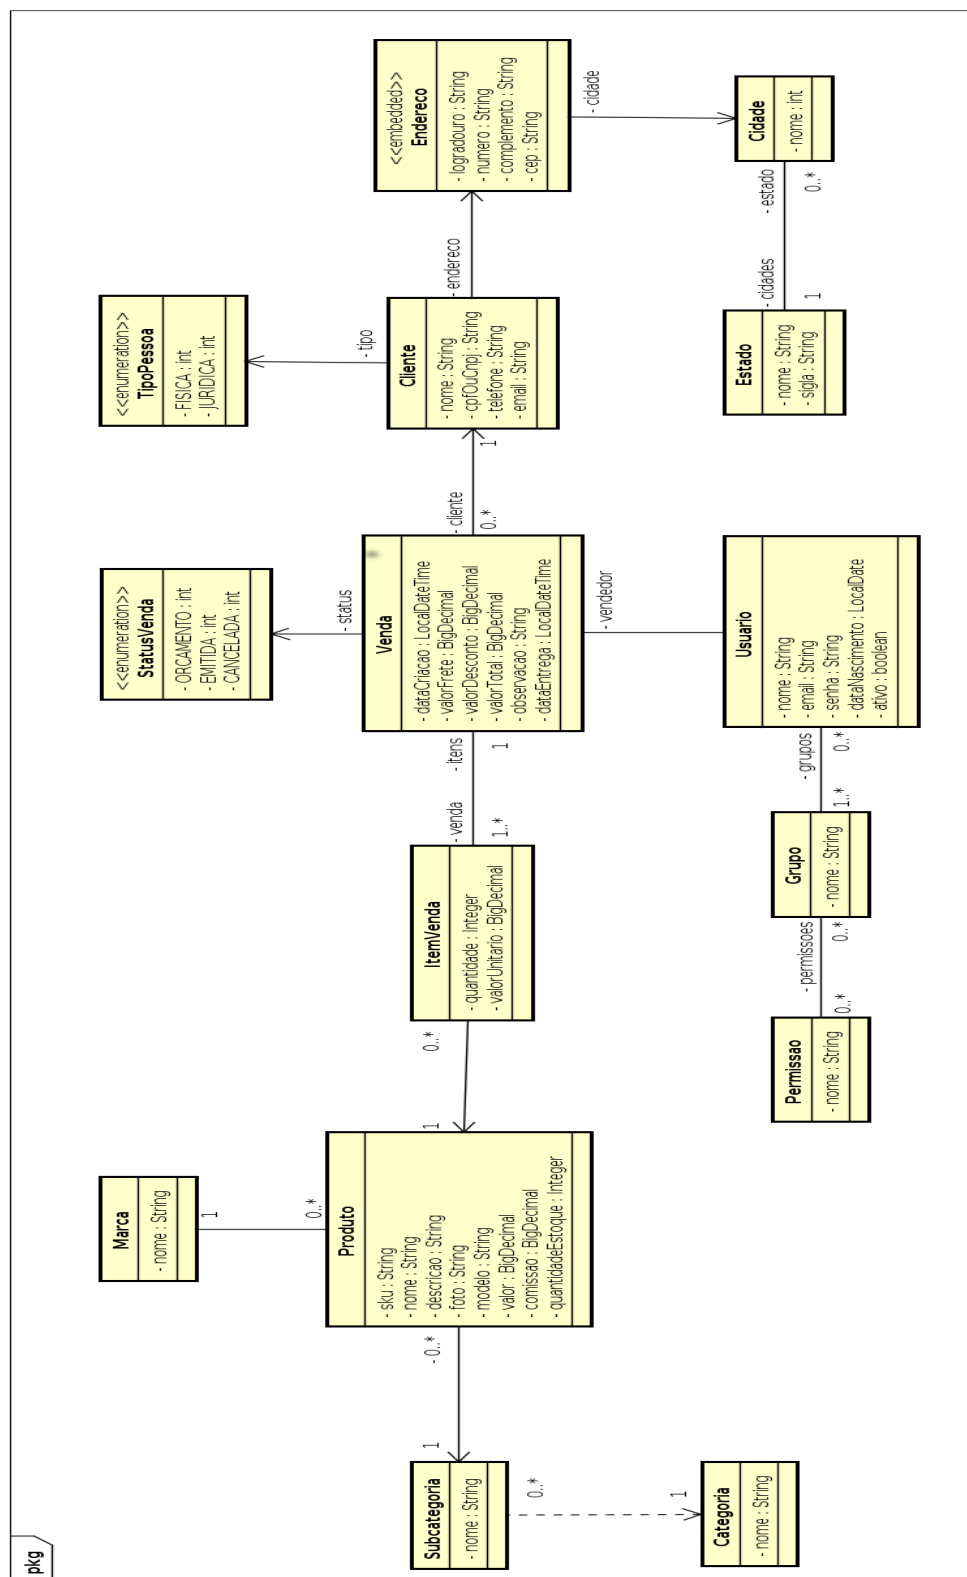 pkg
Marca
- nome : String
1
0..*
Produto
- sku : String
- nome : String
- descricao : String
- foto : String
- modelo : String
- valor : BigDecimal
- comissao : BigDecimal
- quantidadeEstoque : Integer
- 0..*
1
Subcategoria
- nome : String
0..*
1
Categoria
- nome : String
0..*
1
ItemVenda
- quantidade : Integer
- valorUnitario : BigDecimal
- venda
1..*
- itens
1
<<enumeration>>
StatusVenda
- ORCAMENTO : int
- EMITIDA : int
- CANCELADA : int
- status
Venda
- dataCriacao : LocalDateTime
- valorFrete : BigDecimal
- valorDesconto : BigDecimal
- valorTotal : BigDecimal
- observacao : String
- dataEntrega : LocalDateTime
- cliente
0..*
1
- vendedor
Usuario
- nome : String
- email : String
- senha : String
- dataNascimento : LocalDate
- ativo : boolean
- grupos
0..*
1..*
Grupo
- nome : String
- permissoes
0..*
0..*
Permissao
- nome : String
<<enumeration>>
TipoPessoa
- FISICA : int
- JURIDICA : int
- tipo
Cliente
- nome : String
- cpfOuCnpj : String
- telefone : String
- email : String
- endereco
<<embedded>>
Endereco
- logradouro : String
- numero : String
- complemento : String
- cep : String
- cidade
Cidade
- nome : int
- estado
0..*
- cidades
1
Estado
- nome : String
- sigla : String